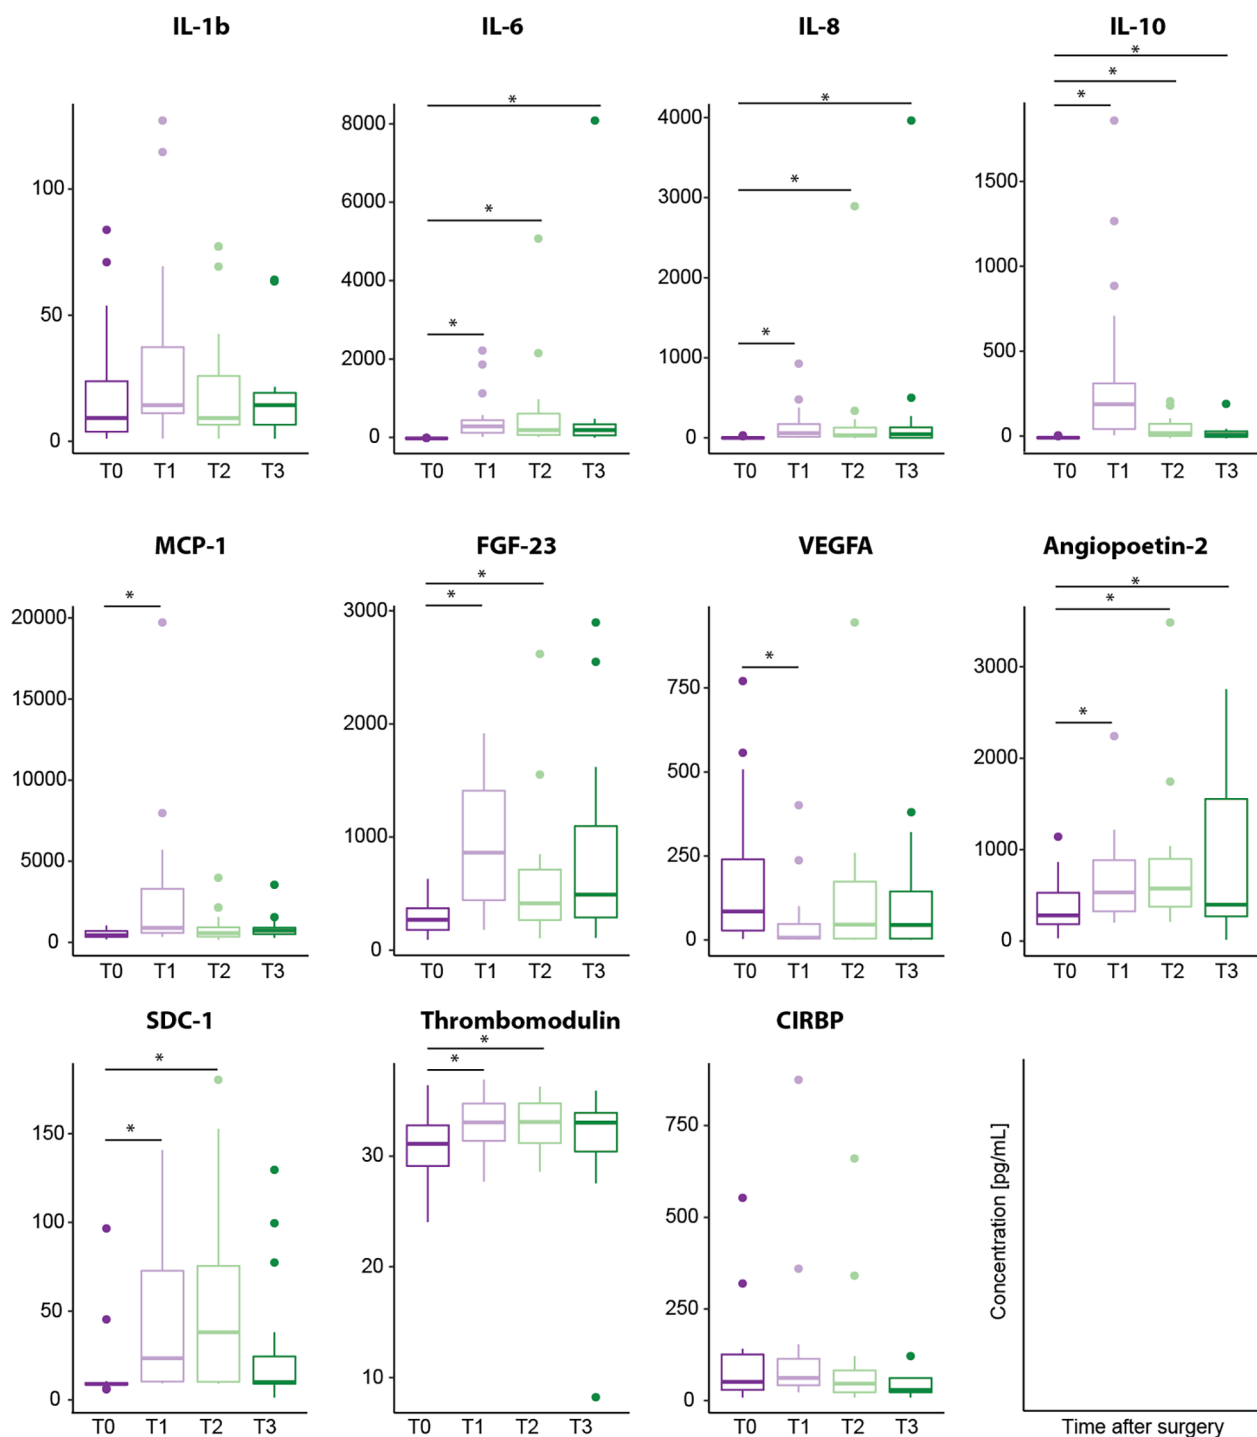 IL-1b IL-6 IL-8 IL-10
* * * * * * * * *
100 50 0
8000 6000 4000 2000 0
4000 3000 2000 1000 0
1500 1000 500 0
T0 T1 T2 T3 T0 T1 T2 T3 T0 T1 T2 T3 T0 T1 T2 T3
MCP-1 FGF-23 VEGFA Angiopoetin-2
* * * * * * *
20000 15000 10000 5000 0
3000 2000 1000 0
750 500 250 0
3000 2000 1000 0
T0 T1 T2 T3 T0 T1 T2 T3 T0 T1 T2 T3 T0 T1 T2 T3
SDC-1 Thrombomodulin CIRBP
* * * *
150 100 50 0
30 20 10
750 500 250 0
Concentration [pg/mL]
T0 T1 T2 T3 T0 T1 T2 T3 T0 T1 T2 T3 Time after surgery